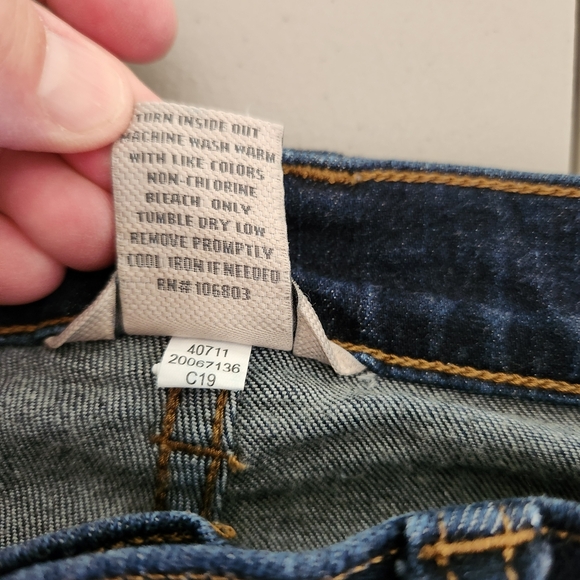 TURN INSIDE OUT
MACHINE WASH WARM
WITH LIKE COLORS
NON-CHLORINE
BLEACH ONLY
TUMBLE DRY LOW
REMOVE PROMPTLY
COOL IRON IF NEEDED
RN# 106803
40711
20067136
C19